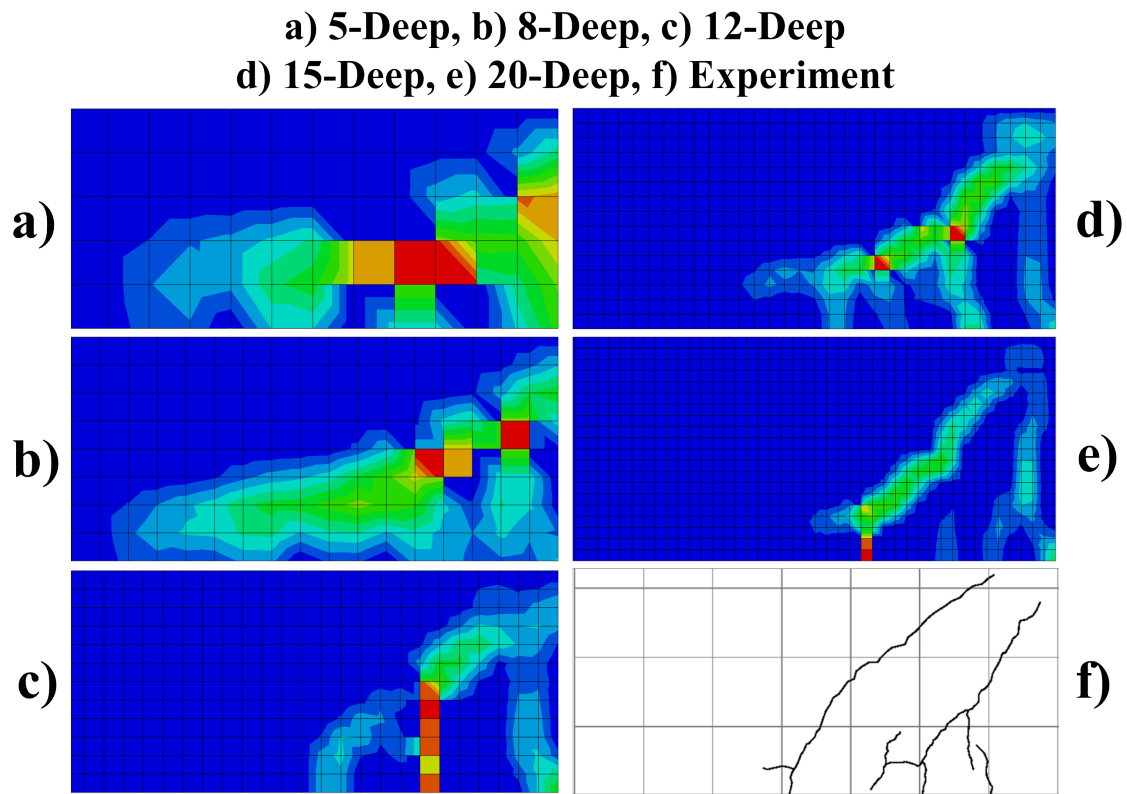 a) 5-Deep, b) 8-Deep, c) 12-Deep
d) 15-Deep, e) 20-Deep, f) Experiment
a)
d)
b)
e)
c)
f)